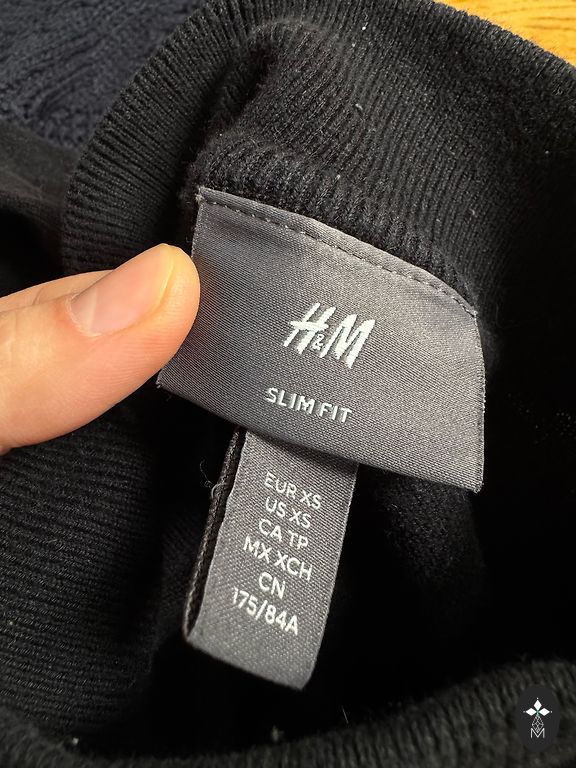 H&M
SLIM FIT
EUR XS
US XS
CA TP
MX XCH
CN
175/84A
M